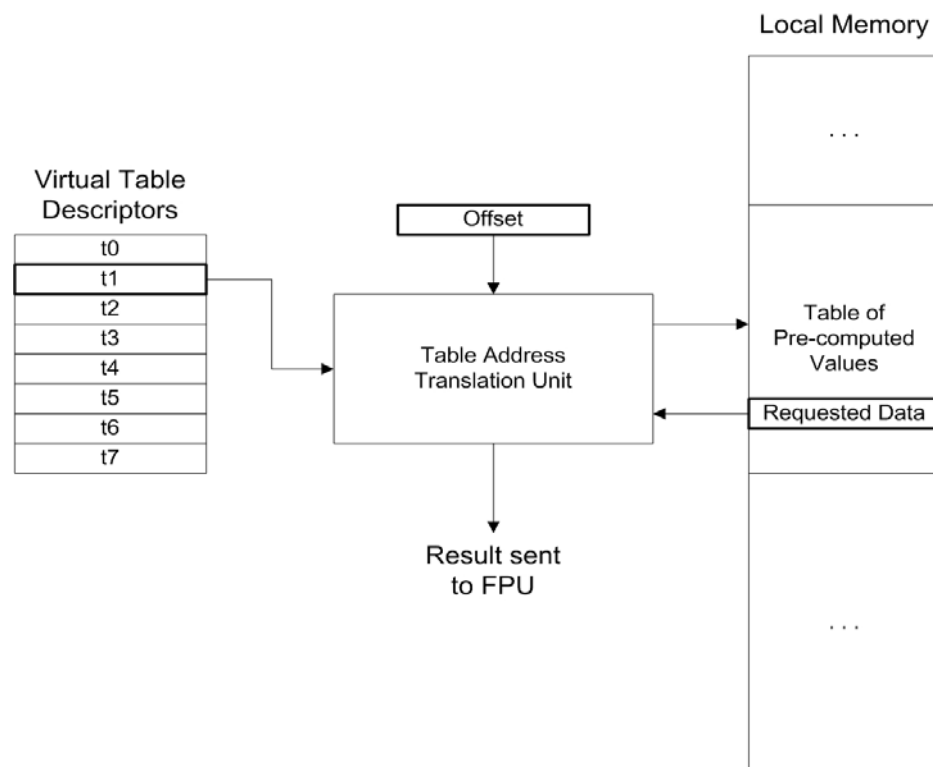 Local Memory
. . .
Virtual Table
Descriptors
t0
t1
t2
t3
t4
t5
t6
t7
Offset
Table Address
Translation Unit
Table of
Pre-computed
Values
Requested Data
Result sent
to FPU
. . .